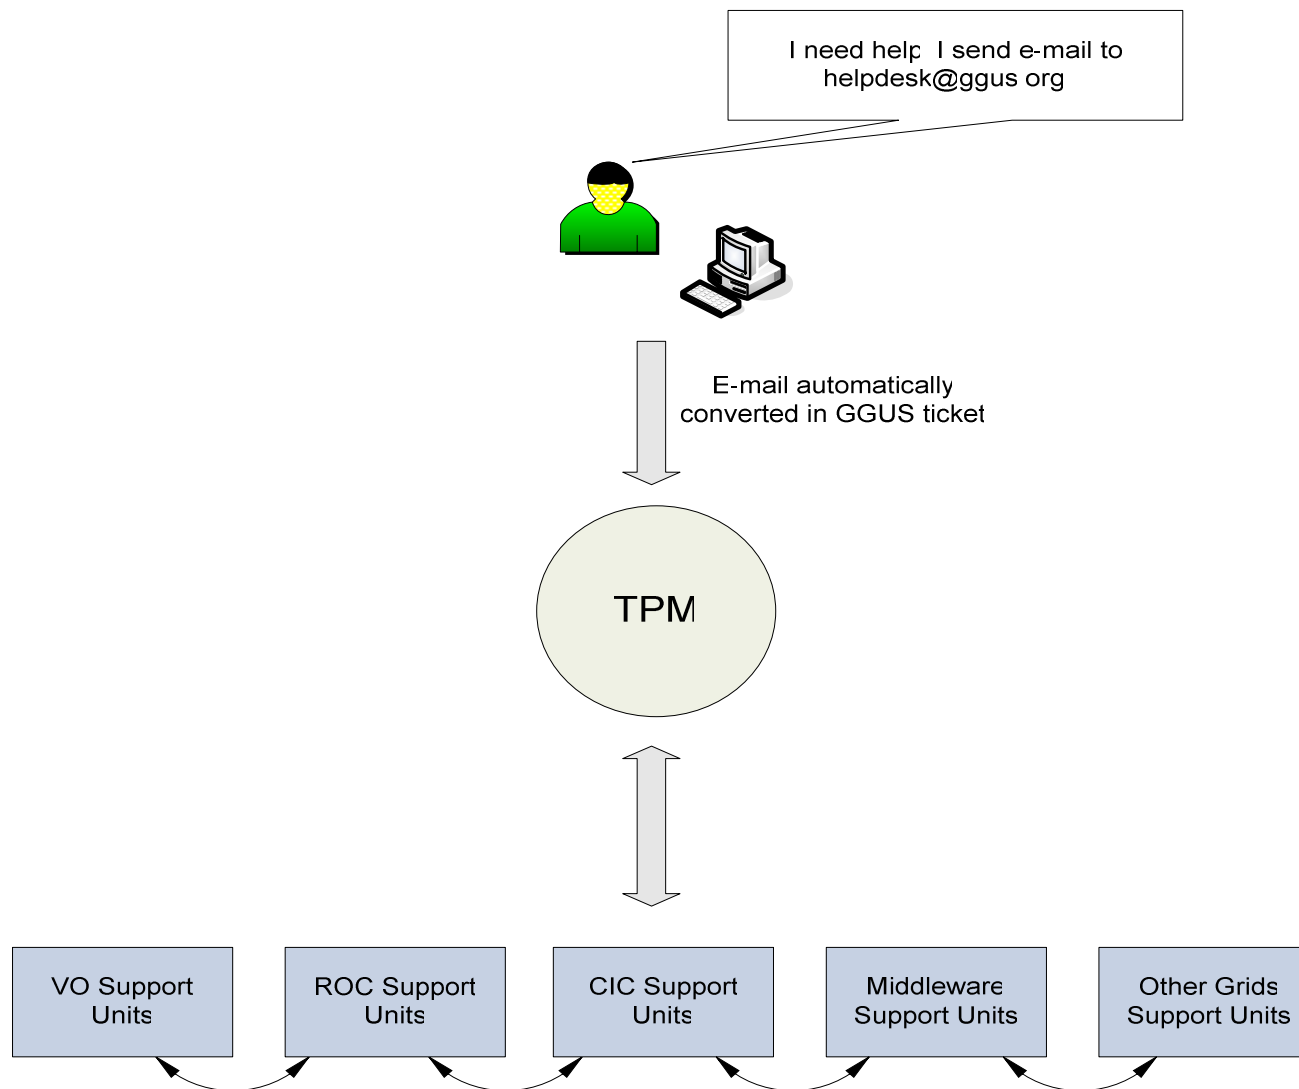 I need help I send e-mail to
helpdesk@ggus org
E-mail automatically
converted in GGUS ticket
TPM
VO Support
Units
ROC Support
Units
CIC Support
Units
Middleware
Support Units
Other Grids
Support Units